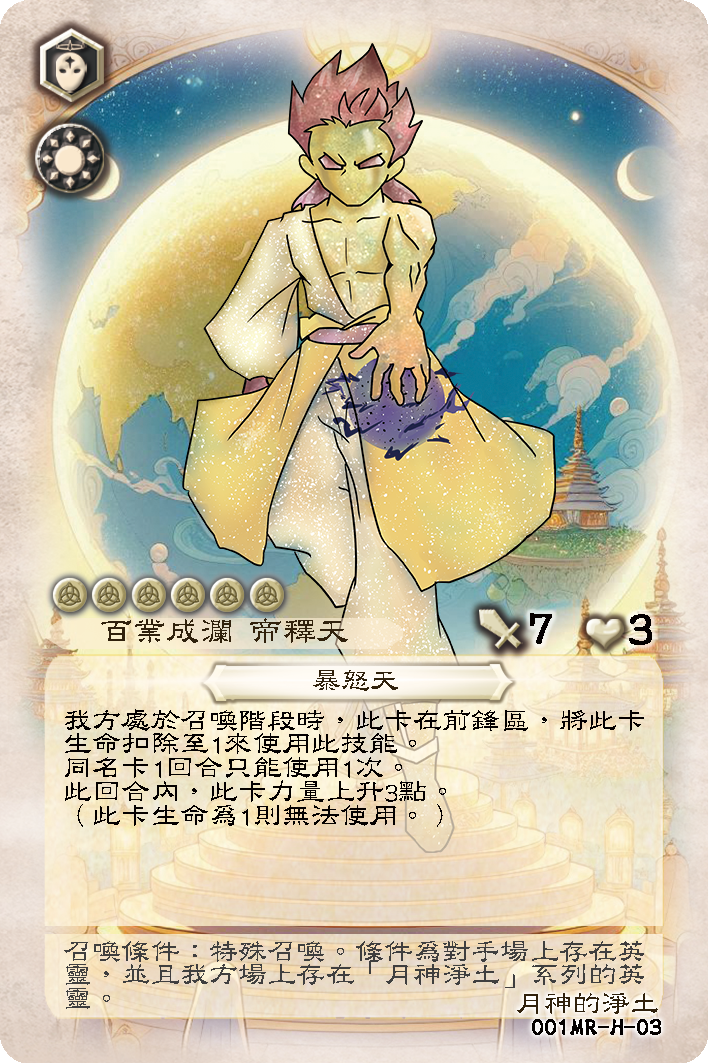 百業成瀾 帝釋天
7
3
暴怒天
我方處於召喚階段時，此卡在前鋒區，將此卡
生命扣除至1來使用此技能。
同名卡1回合只能使用1次。
此回合內，此卡力量上升3點。
（此卡生命為1則無法使用。）
召喚條件：特殊召喚。條件為對手場上存在英
靈，並且我方場上存在「月神淨土」系列的英
靈。
月神的淨土
001MR-H-03